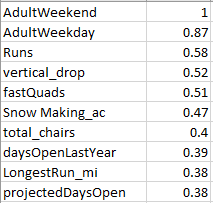 AdultWeekend 1
AdultWeekday 0.87
Runs 0.58
vertical_drop 0.52
fastQuads 0.51
Snow Making_ac 0.47
total_chairs 0.4
daysOpenLastYear 0.39
LongestRun_mi 0.38
projectedDaysOpen 0.38